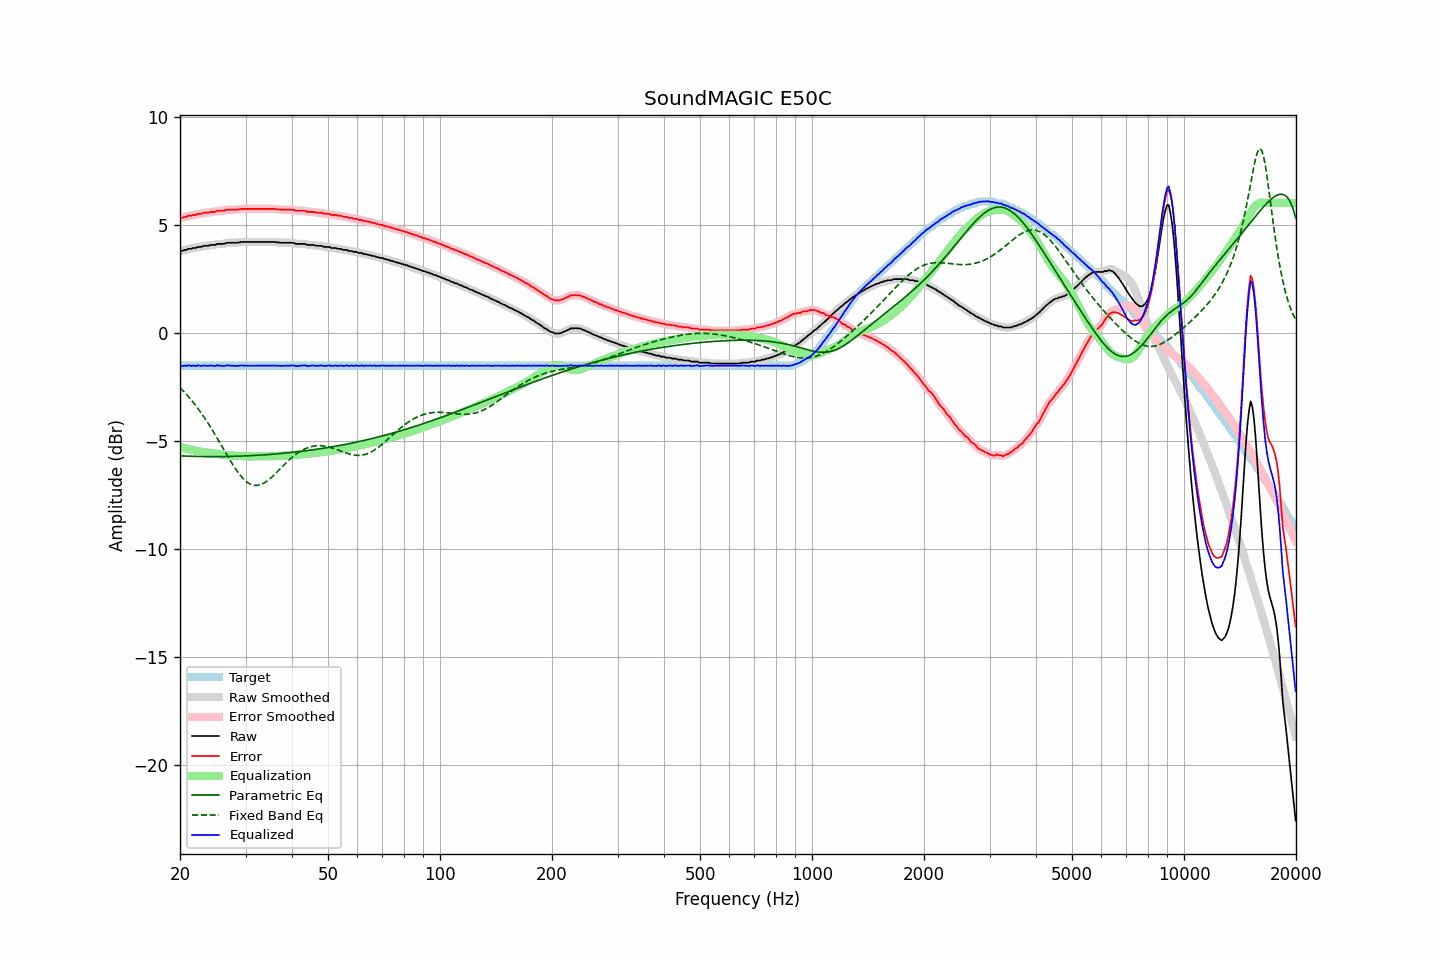 SoundMAGIC E50C
10
5
0
−5
−10
−15
−20
Amplitude (dBr)
Target
Raw Smoothed
Error Smoothed
Raw
Error
Equalization
Parametric Eq
Fixed Band Eq
Equalized
20 50 100 200 500 1000 2000 5000 10000 20000
Frequency (Hz)